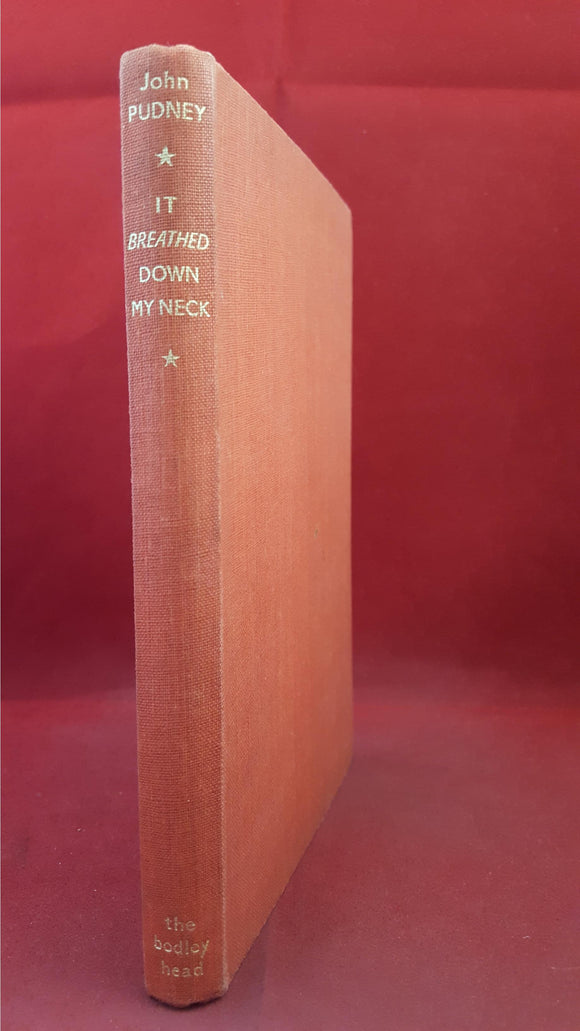 John
PUDNEY
IT
BREATHED
DOWN
MY NECK
the
bodley
head